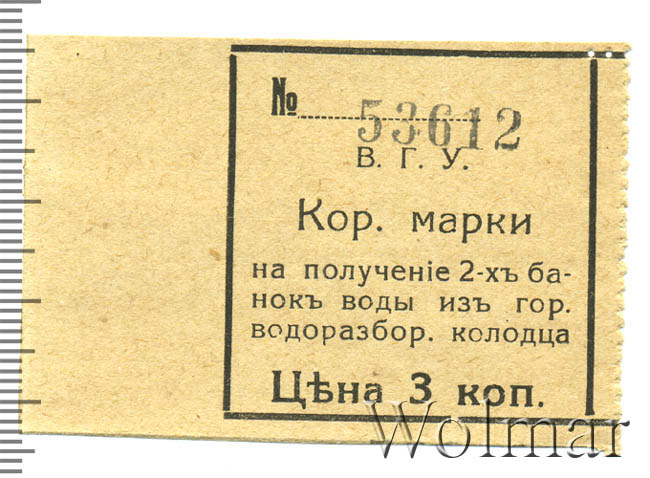 № 53612
В. Г. У.
Кор. марки
на полученіе 2-хъ ба-
нокъ воды изъ гор.
водоразбор. колодца
Цѣна 3 коп.
Wolmar